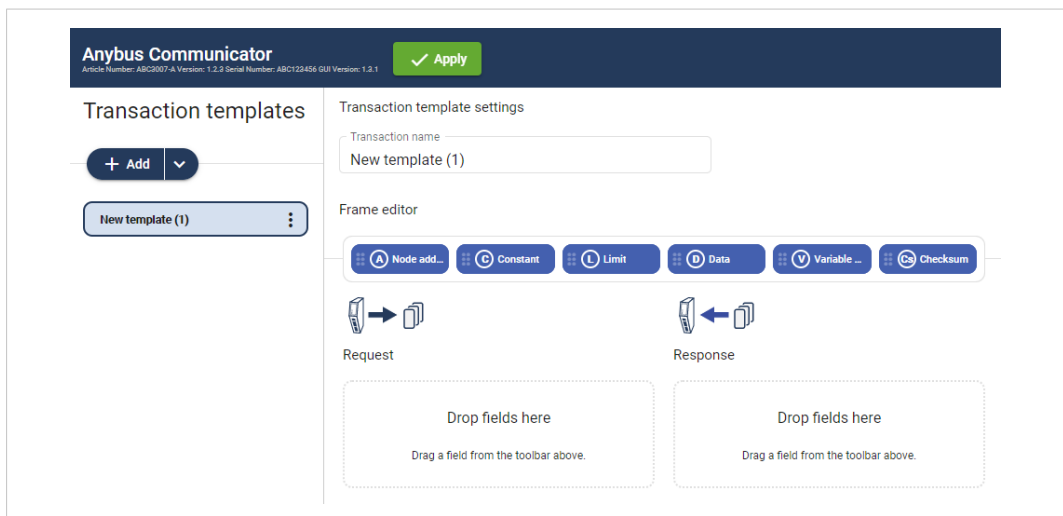 Anybus Communicator
Article Number: ABC3007-A Version: 1.2.3 Serial Number: ABC123456 GUI Version: 1.3.1
Apply
Transaction templates
Add
New template (1)
Transaction template settings
Transaction name
New template (1)
Frame editor
A Node add...
C Constant
L Limit
D Data
V Variable ...
Cs Checksum
Request
Response
Drop fields here
Drag a field from the toolbar above.
Drop fields here
Drag a field from the toolbar above.